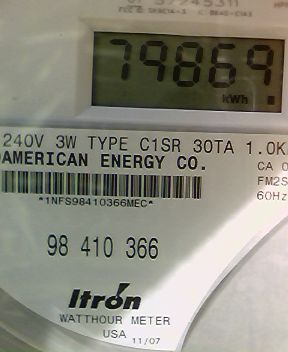 79869
kWh
240V 3W TYPE C1SR 30TA 1.0K
AMERICAN ENERGY CO.
CA 0
FM2S
60Hz
*1NFS98410366MEC*
98 410 366
Itron
WATTHOUR METER
USA 11/07